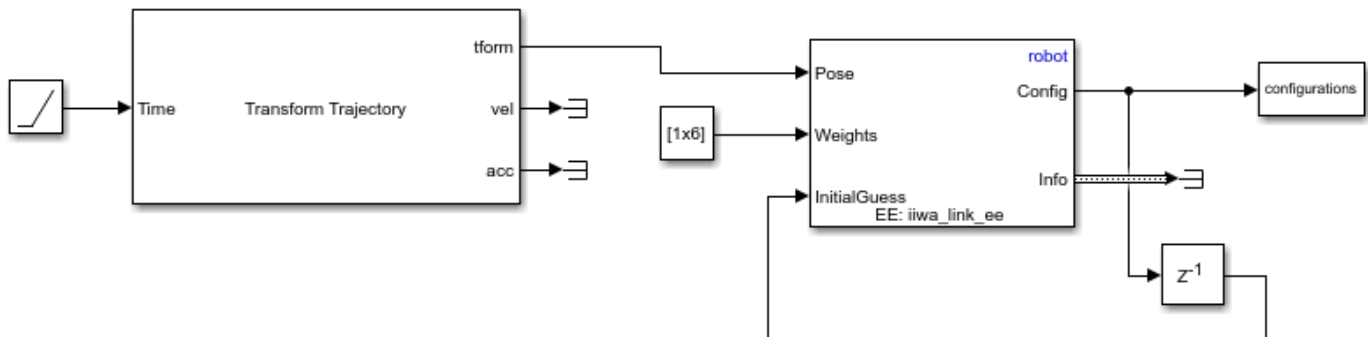 tform
Time
Transform Trajectory
vel
acc
robot
Pose
Config
configurations
[1x6]
Weights
Info
InitialGuess
EE: iiwa_link_ee
Z-1